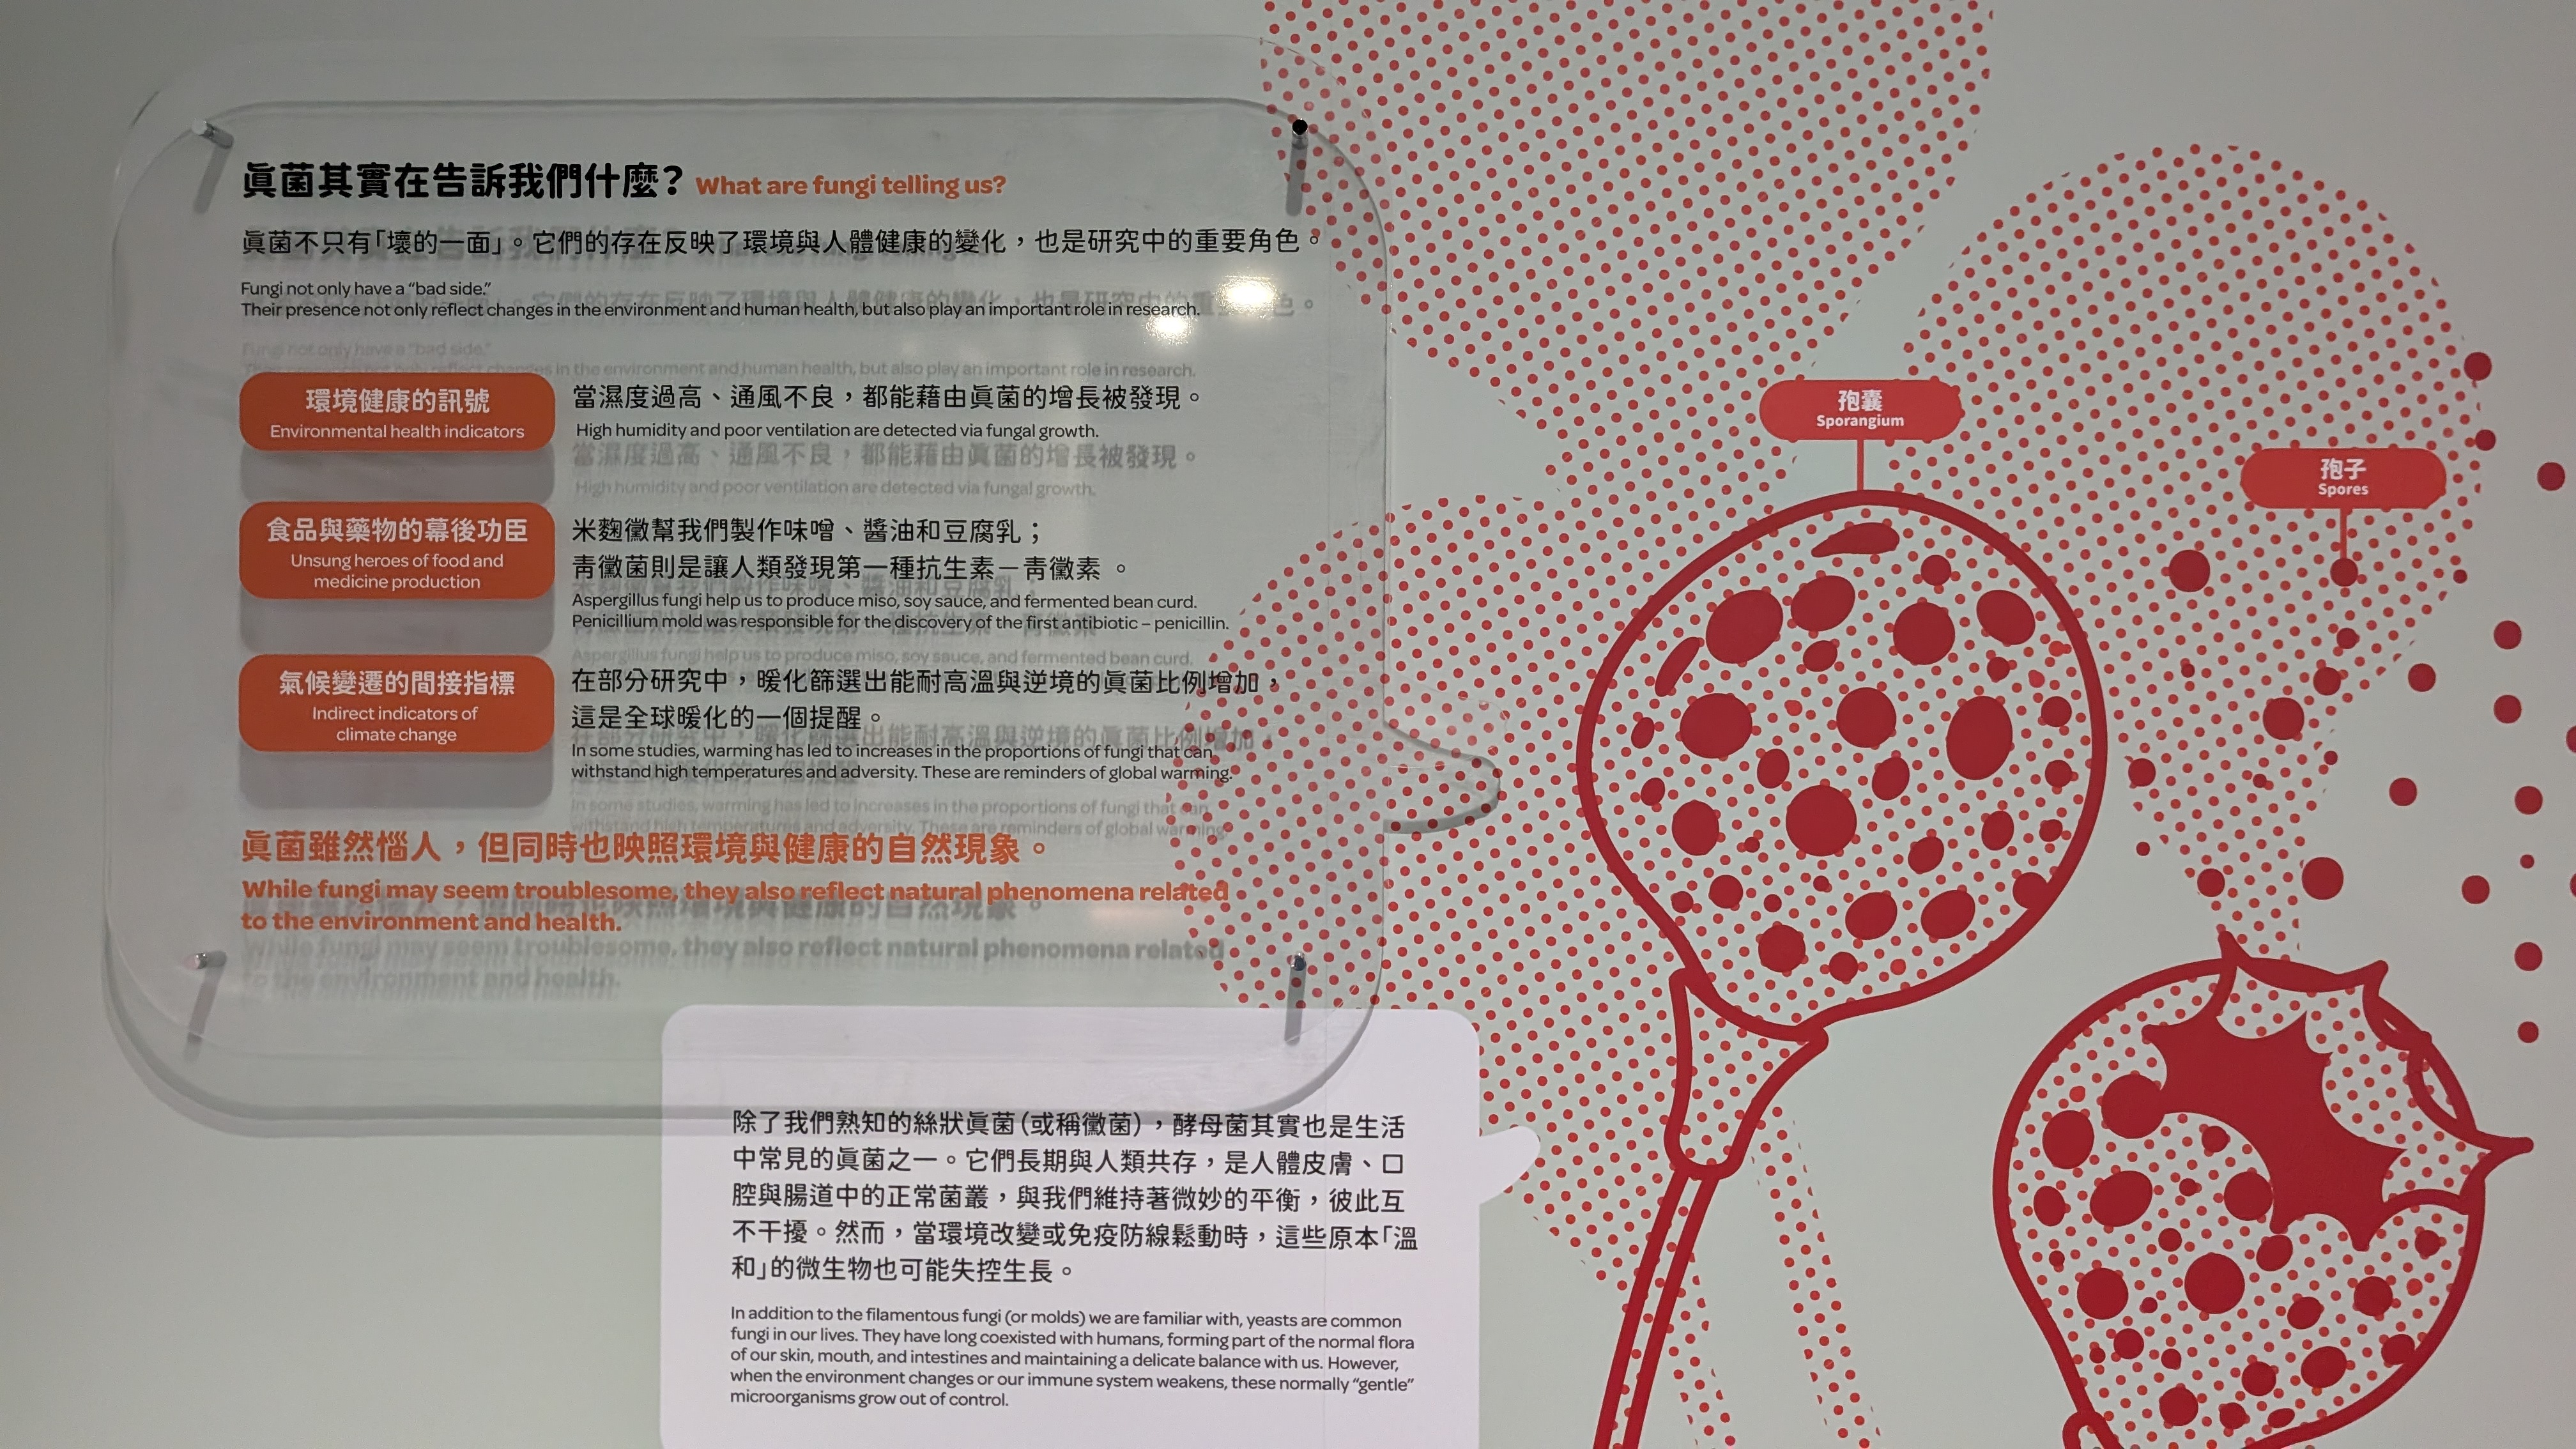 眞菌其實在告訴我們什麼? What are fungi telling us?
眞菌不只有「壞的一面」。它們的存在反映了環境與人體健康的變化，也是研究中的重要角色。
Fungi not only have a “bad side.”
Their presence not only reflect changes in the environment and human health, but also play an important role in research.
環境健康的訊號
Environmental health indicators
當濕度過高、通風不良，都能藉由眞菌的增長被發現。
High humidity and poor ventilation are detected via fungal growth.
食品與藥物的幕後功臣
Unsung heroes of food and
medicine production
米麴黴幫我們製作味噌、醬油和豆腐乳；
靑黴菌則是讓人類發現第一種抗生素－靑黴素 。
Aspergillus fungi help us to produce miso, soy sauce, and fermented bean curd.
Penicillium mold was responsible for the discovery of the first antibiotic – penicillin.
氣候變遷的間接指標
Indirect indicators of
climate change
在部分研究中，暖化篩選出能耐高溫與逆境的眞菌比例增加，
這是全球暖化的一個提醒。
In some studies, warming has led to increases in the proportions of fungi that can
withstand high temperatures and adversity. These are reminders of global warming.
眞菌雖然惱人，但同時也映照環境與健康的自然現象。
While fungi may seem troublesome, they also reflect natural phenomena related
to the environment and health.
孢囊
Sporangium
孢子
Spores
除了我們熟知的絲狀眞菌(或稱黴菌)，酵母菌其實也是生活
中常見的眞菌之一。它們長期與人類共存，是人體皮膚、口
腔與腸道中的正常菌叢，與我們維持著微妙的平衡，彼此互
不干擾。然而，當環境改變或免疫防線鬆動時，這些原本「溫
和」的微生物也可能失控生長。
In addition to the filamentous fungi (or molds) we are familiar with, yeasts are common
fungi in our lives. They have long coexisted with humans, forming part of the normal flora
of our skin, mouth, and intestines and maintaining a delicate balance with us. However,
when the environment changes or our immune system weakens, these normally “gentle”
microorganisms grow out of control.